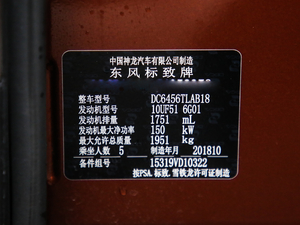 中国神龙汽车有限公司制造
东风标致牌
整车型号 DC6456TLAB18
发动机型号 10UF51 6G01
发动机排量 1751 mL
发动机最大净功率 150 kW
最大允许总质量 1951 kg
乘坐人数 5 制造年月 201810
备件组号 15319VD10322
按PSA.标致.雪铁龙许可证制造